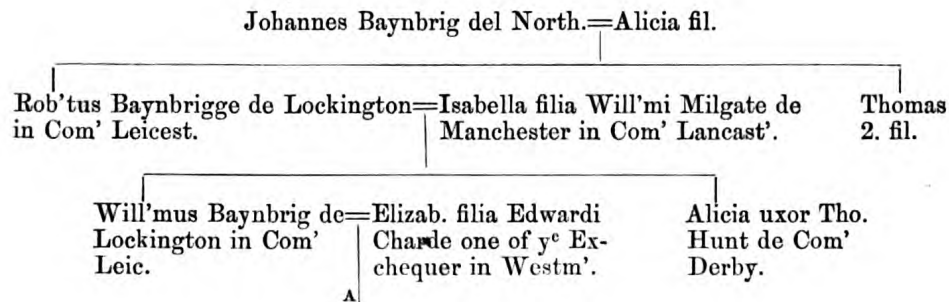 Johannes Baynbrig del North.=Alicia fil.
Rob'tus Baynbrigge de Lockington=Isabella filia Will'mi Milgate de
in Com' Leicest.
Manchester in Com' Lancast'.
Thomas
2. fil.
Will'mus Baynbrig de=Elizab. filia Edwardi
Lockington in Com'
Leic.
Charde one of yᵉ Ex-
chequer in Westm'.
Alicia uxor Tho.
Hunt de Com'
Derby.
A